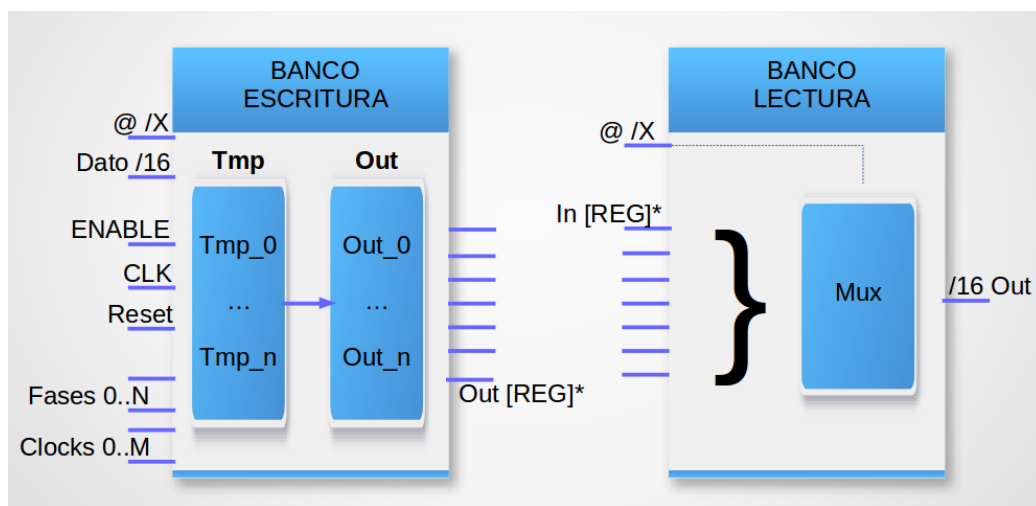 BANCO
ESCRITURA
@ /X
Dato /16
ENABLE
CLK
Reset
Fases 0..N
Clocks 0..M
Tmp
Tmp_0
...
Tmp_n
Out
Out_0
...
Out_n
Out [REG]*
BANCO
LECTURA
@ /X
In [REG]*
}
Mux
/16 Out